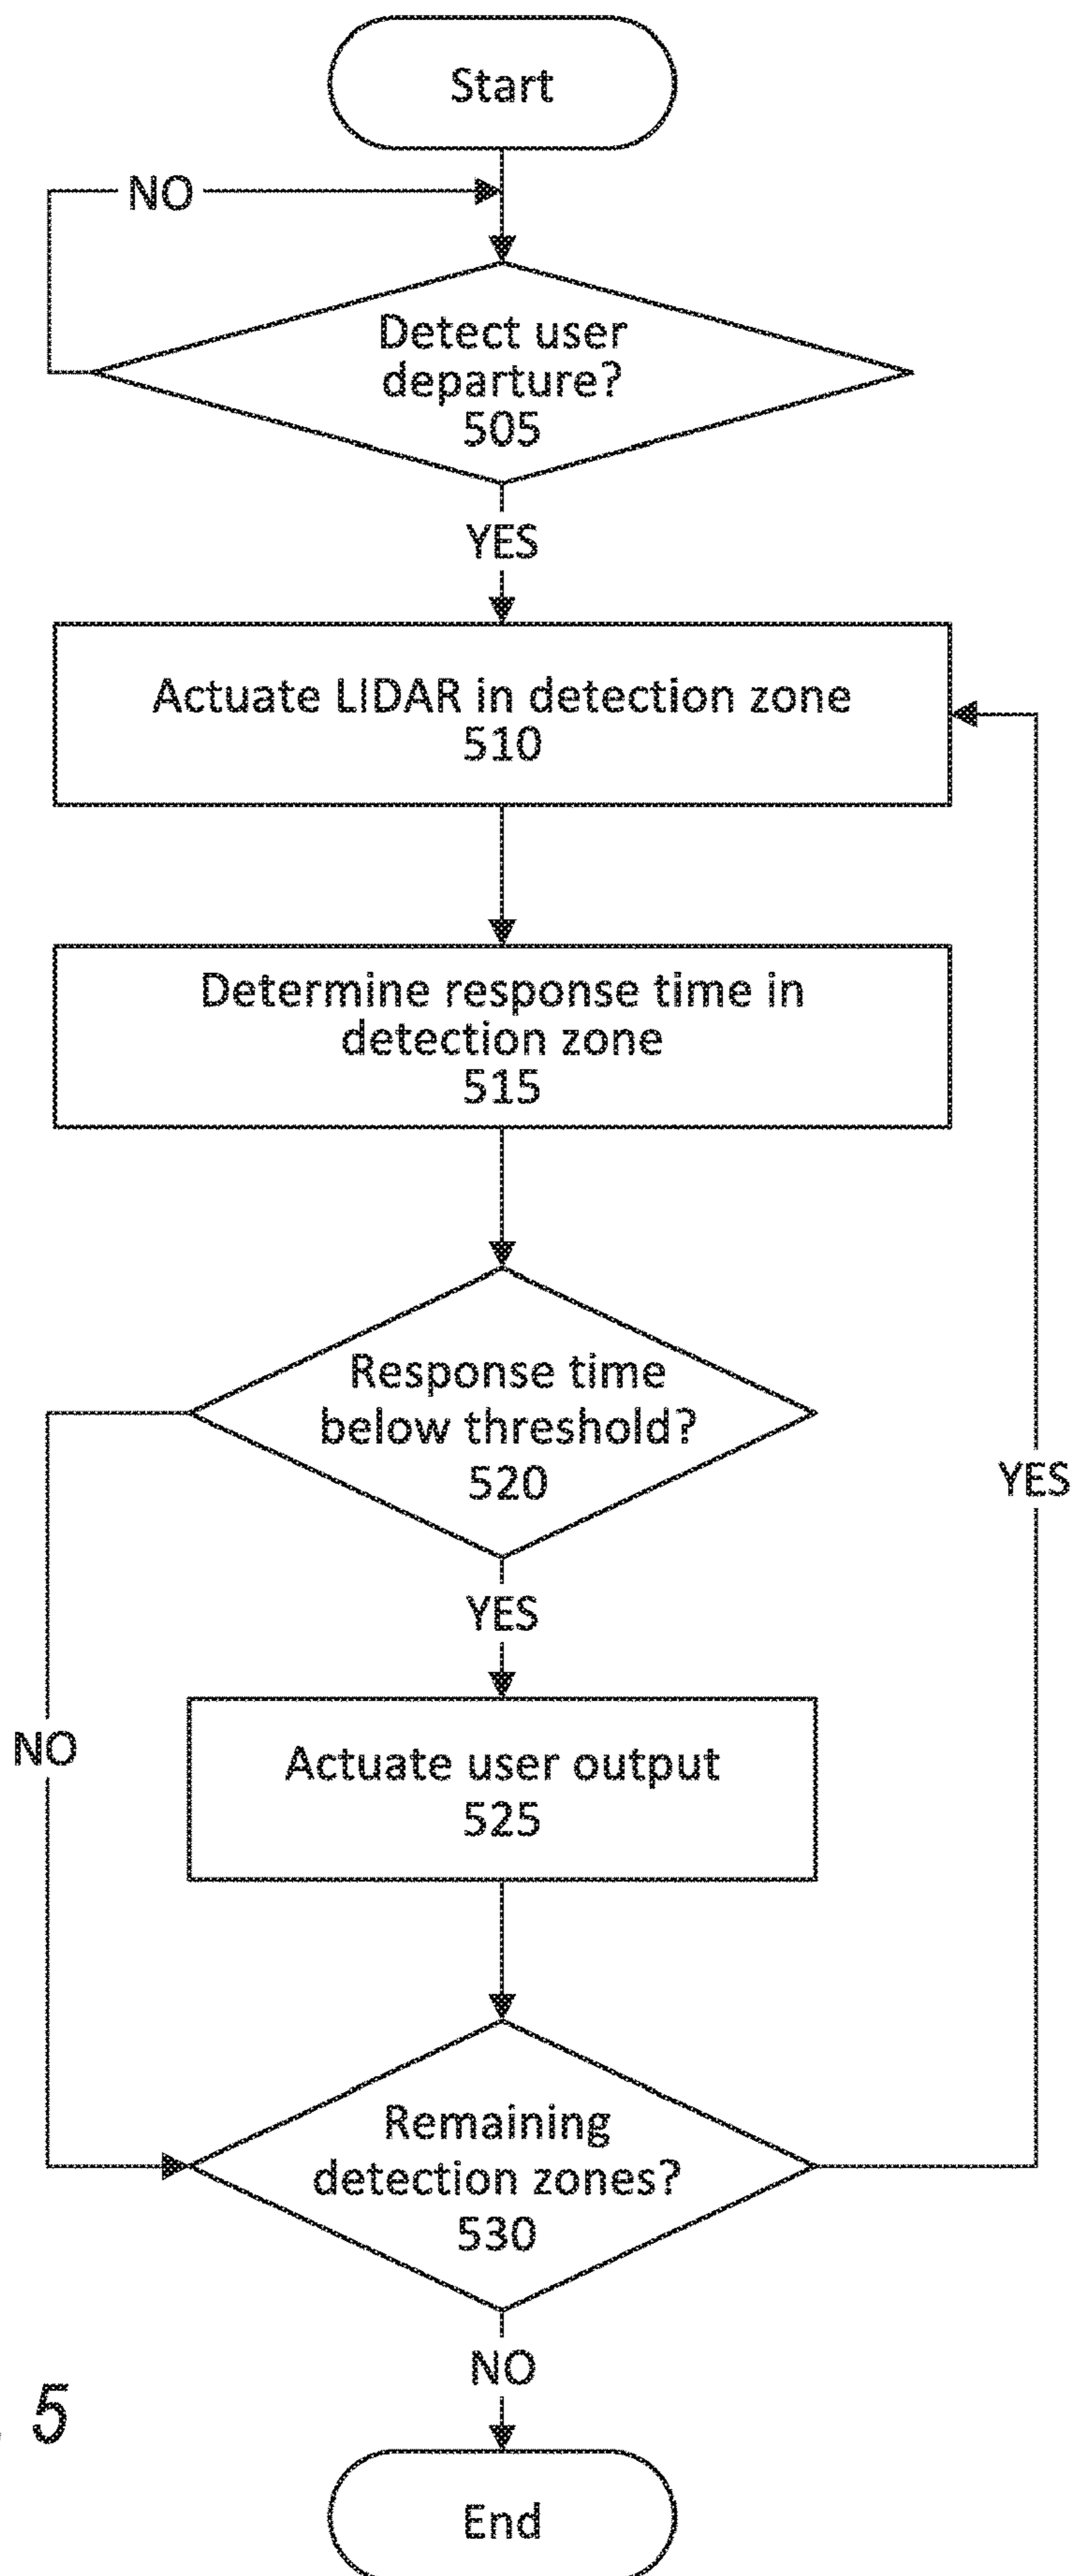 Start
NO
Detect user
departure?
505
YES
Actuate LIDAR in detection zone
510
Determine response time in
detection zone
515
Response time
below threshold?
520
YES
YES
Actuate user output
525
NO
Remaining
detection zones?
530
NO
5
End